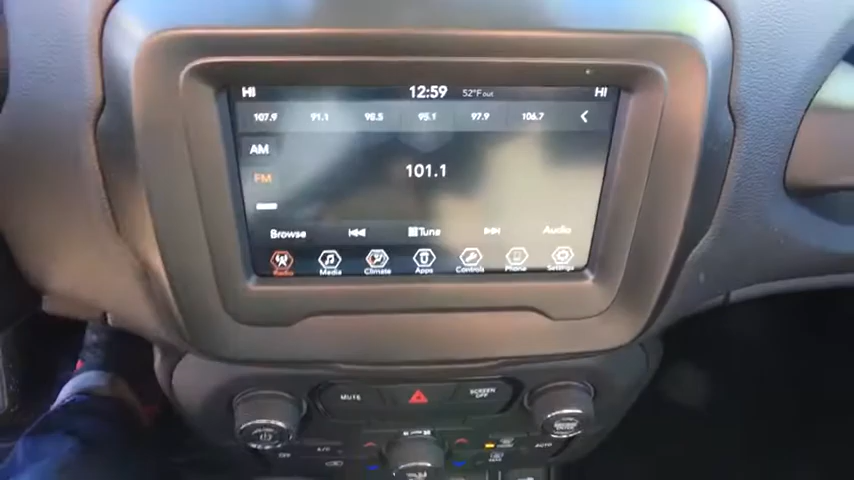 HI 12:59 52°F out HI
107.9 91.1 98.5 95.1 97.9 106.7
AM
101.1
FM
Browse Tune Audio
Radio Media Climate Apps Controls Phone Settings
MUTE SCREEN OFF
A/C AUTO